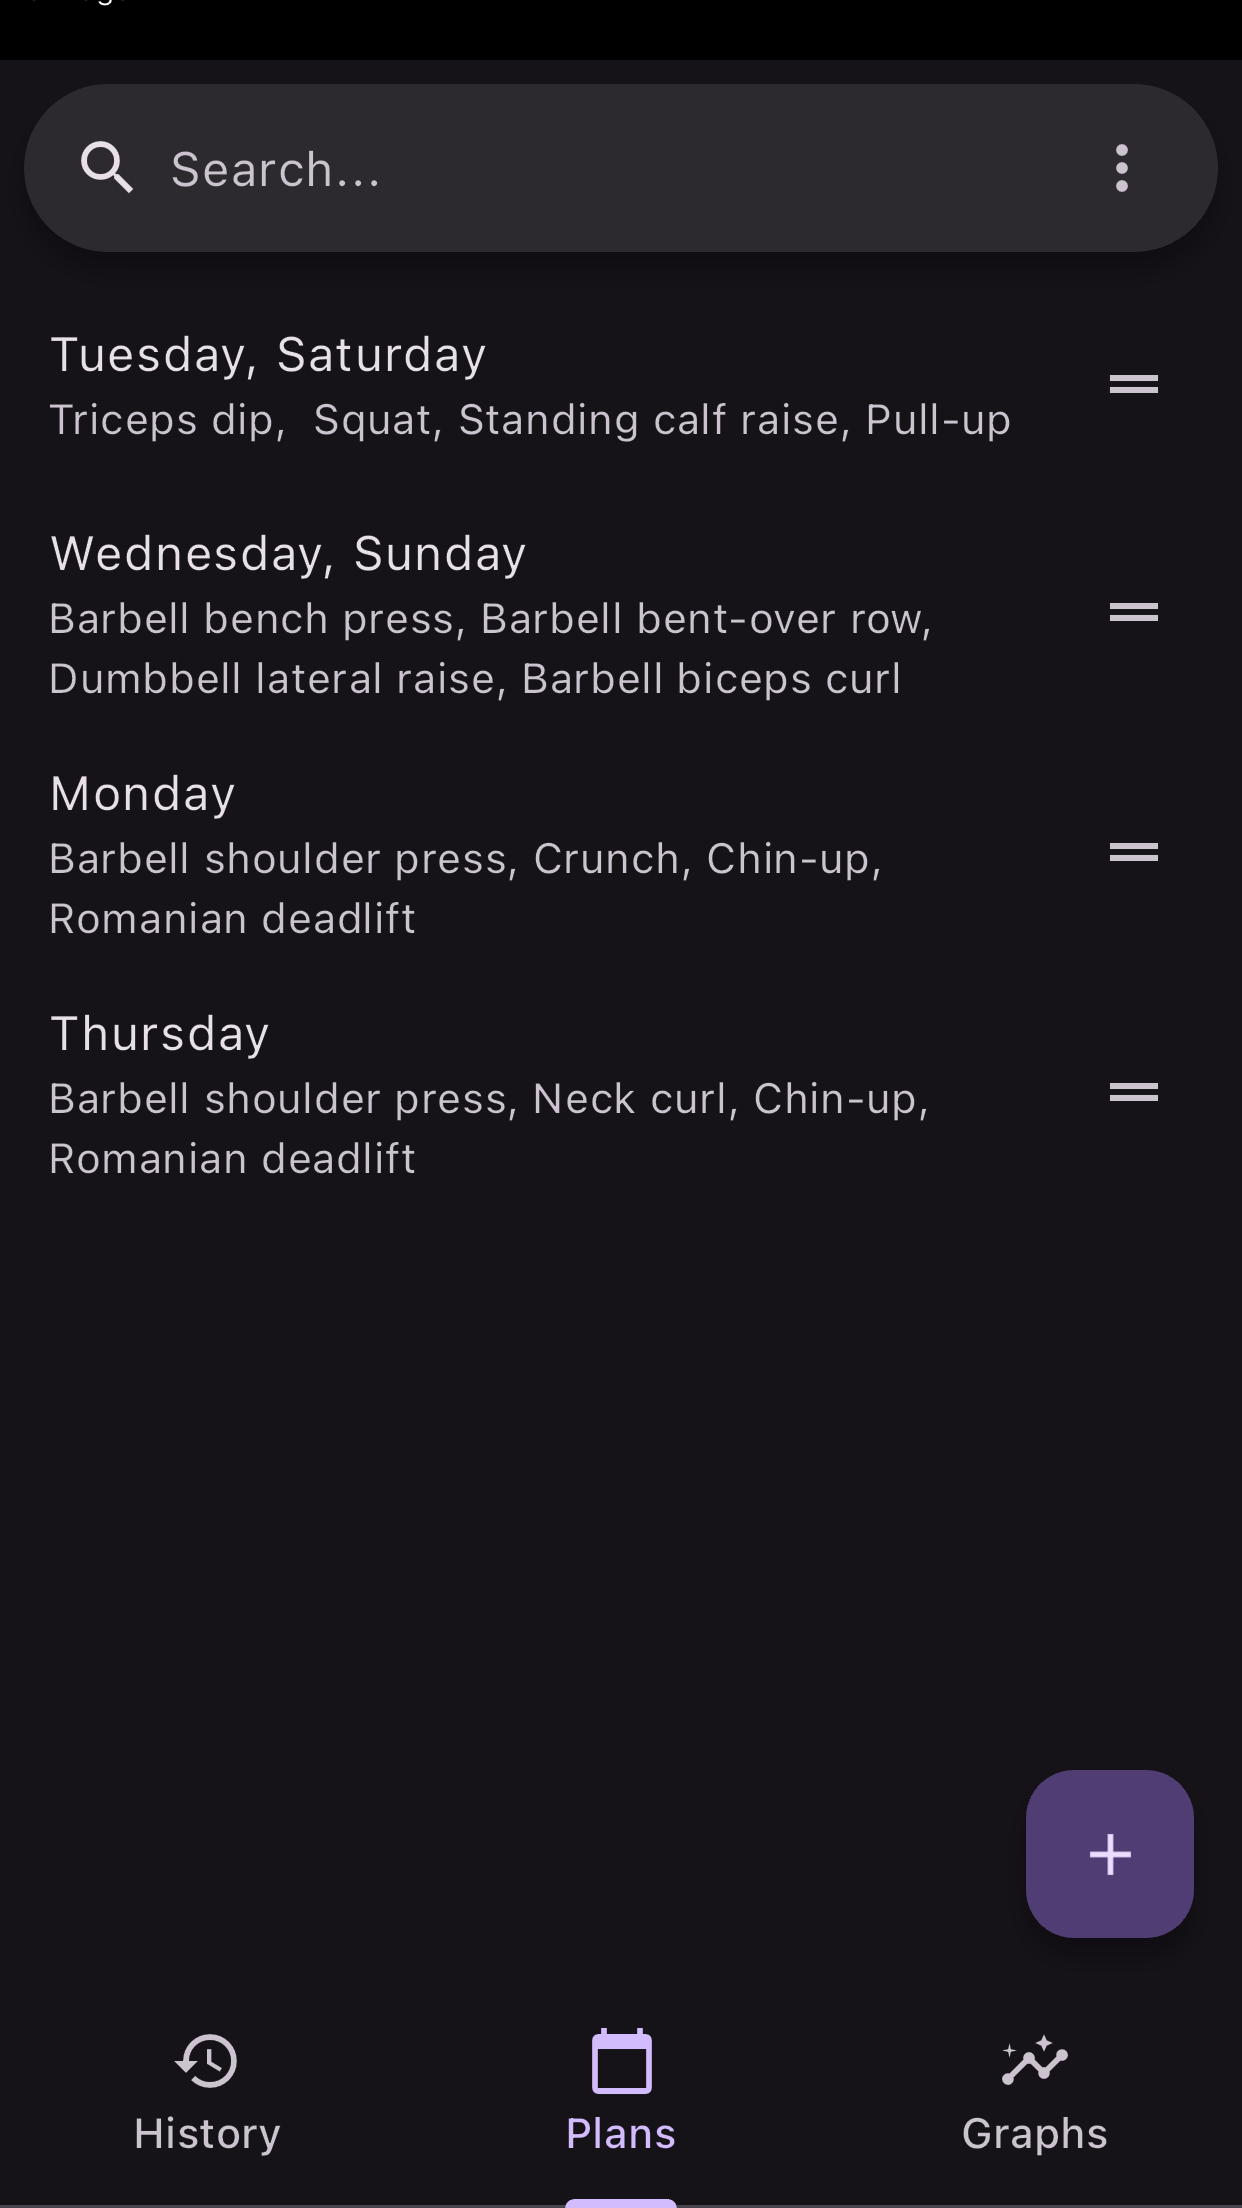 Search...
Tuesday, Saturday
Triceps dip,  Squat, Standing calf raise, Pull-up
Wednesday, Sunday
Barbell bench press, Barbell bent-over row,
Dumbbell lateral raise, Barbell biceps curl
Monday
Barbell shoulder press, Crunch, Chin-up,
Romanian deadlift
Thursday
Barbell shoulder press, Neck curl, Chin-up,
Romanian deadlift
History
Plans
Graphs